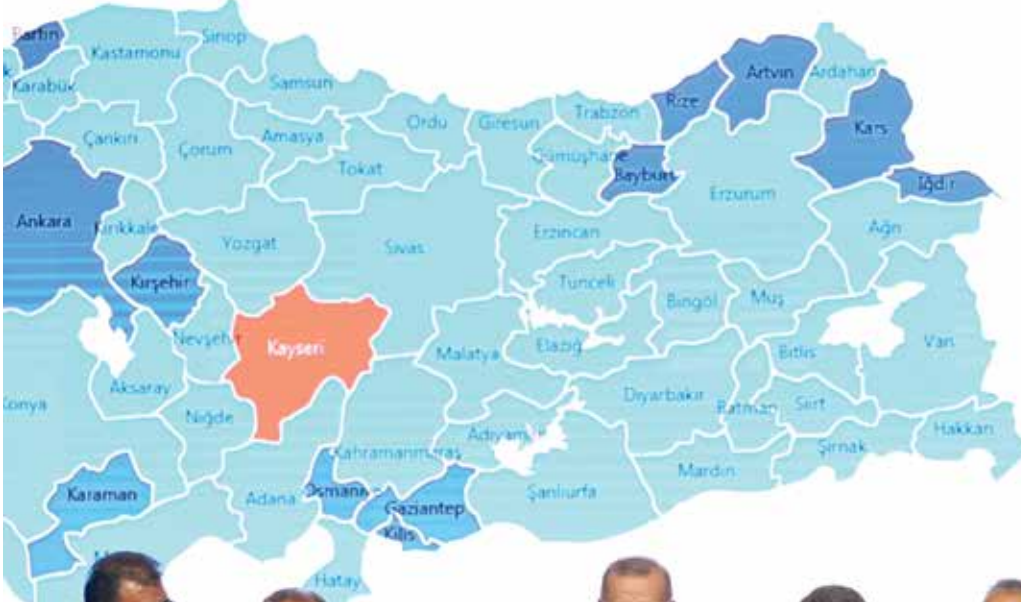 Bartın
Kastamonu
Sinop
Karabük
Samsun
Çankırı
Çorum
Amasya
Ordu
Giresun
Trabzon
Rize
Artvin
Ardahan
Kars
Tokat
Gümüşhane
Bayburt
Erzurum
Iğdır
Ankara
Kırıkkale
Yozgat
Sivas
Erzincan
Ağrı
Kırşehir
Tunceli
Bingöl
Muş
Nevşehir
Kayseri
Malatya
Elazığ
Bitlis
Van
Aksaray
Konya
Niğde
Diyarbakır
Batman
Siirt
Adıyam
Şırnak
Hakkari
Kahramanmaraş
Mardin
Karaman
Adana
Osmani
Gaziantep
Şanlıurfa
Kilis
Hatay